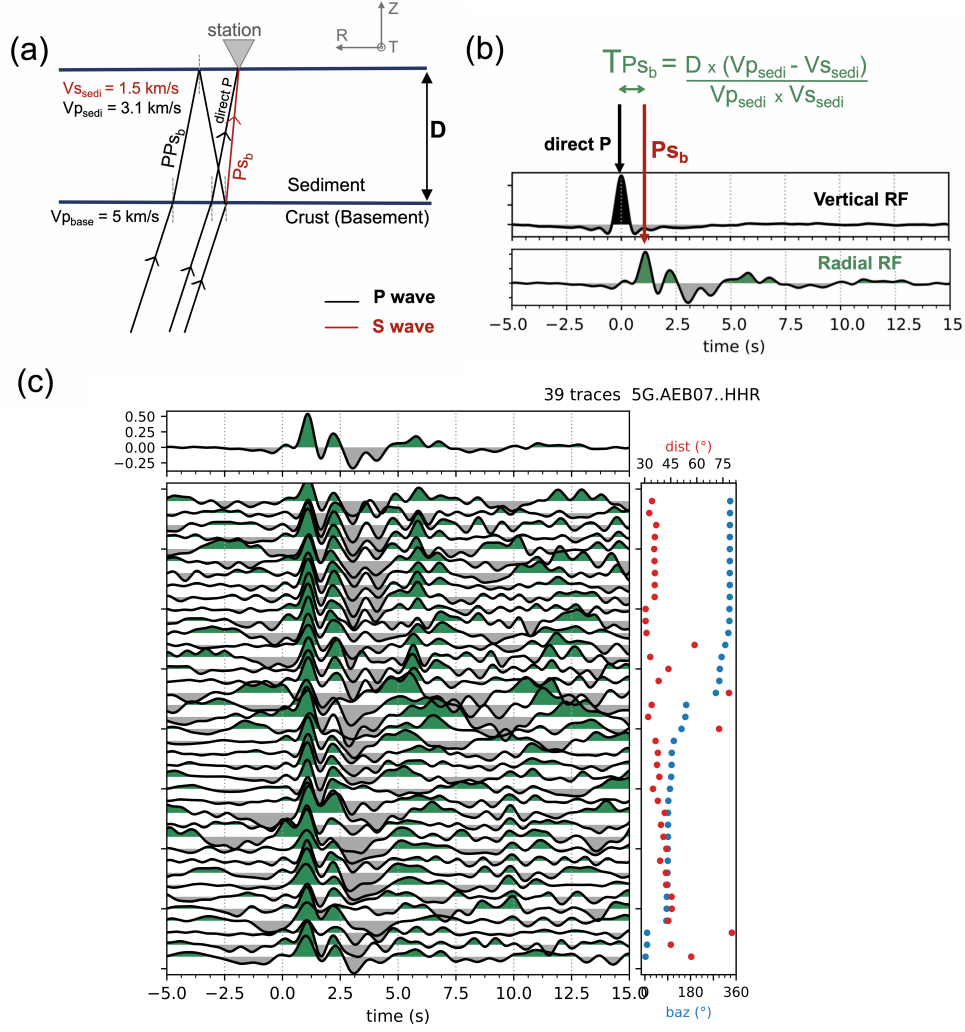 (a)
station
Z
R
T
Vs_sedi = 1.5 km/s
Vp_sedi = 3.1 km/s
direct P
PPs_b
Ps_b
D
Sediment
Vp_base = 5 km/s
Crust (Basement)
P wave
S wave
(b)
T_Ps_b = D x (Vp_sedi - Vs_sedi)
Vp_sedi x Vs_sedi
direct P
Ps_b
Vertical RF
Radial RF
−5.0 −2.5 0.0 2.5 5.0 7.5 10.0 12.5 15
time (s)
(c)
39 traces 5G.AEB07..HHR
0.50
0.25
0.00
−0.25
dist (°)
30 45 60 75
−5.0 −2.5 0.0 2.5 5.0 7.5 10.0 12.5 15.0
time (s)
0 180 360
baz (°)